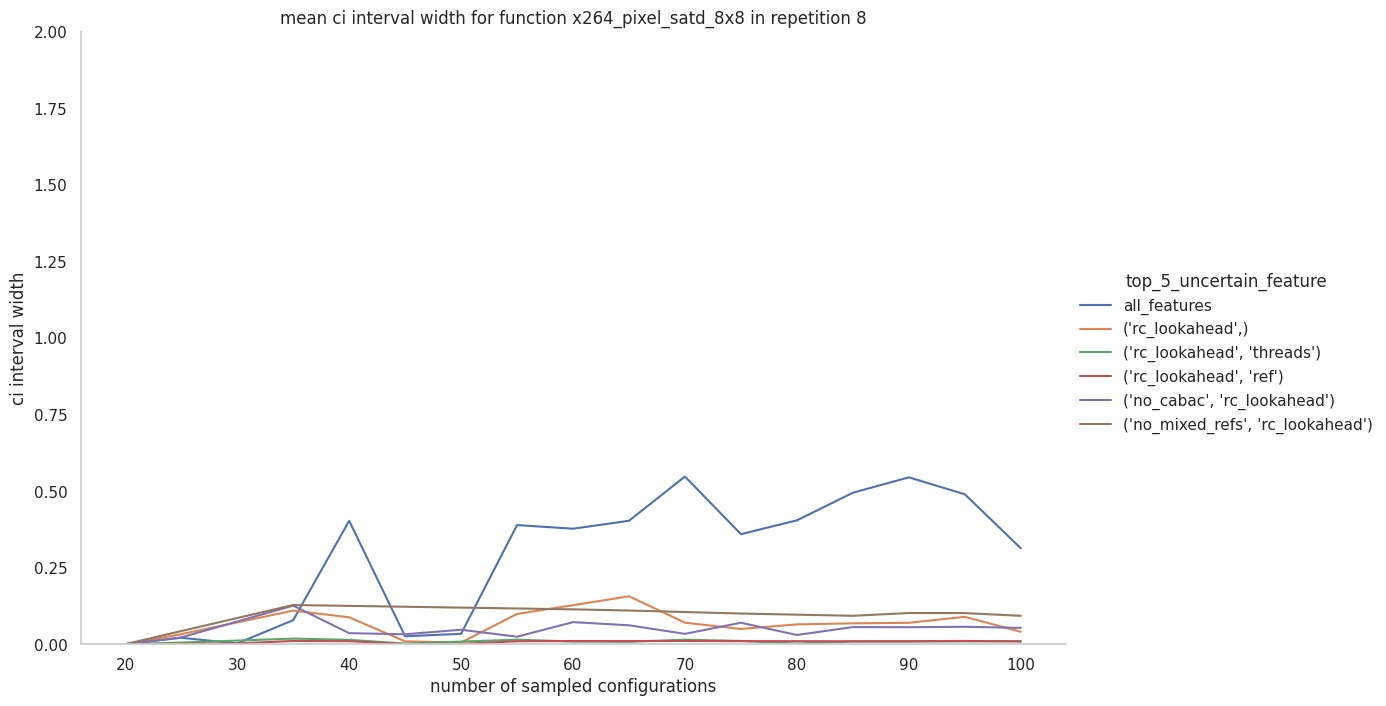 mean ci interval width for function x264_pixel_satd_8x8 in repetition 8
2.00
1.75
1.50
1.25
1.00
0.75
0.50
0.25
0.00
ci interval width
20
30
40
50
60
70
80
90
100
number of sampled configurations
top_5_uncertain_feature
all_features
('rc_lookahead',)
('rc_lookahead', 'threads')
('rc_lookahead', 'ref')
('no_cabac', 'rc_lookahead')
('no_mixed_refs', 'rc_lookahead')